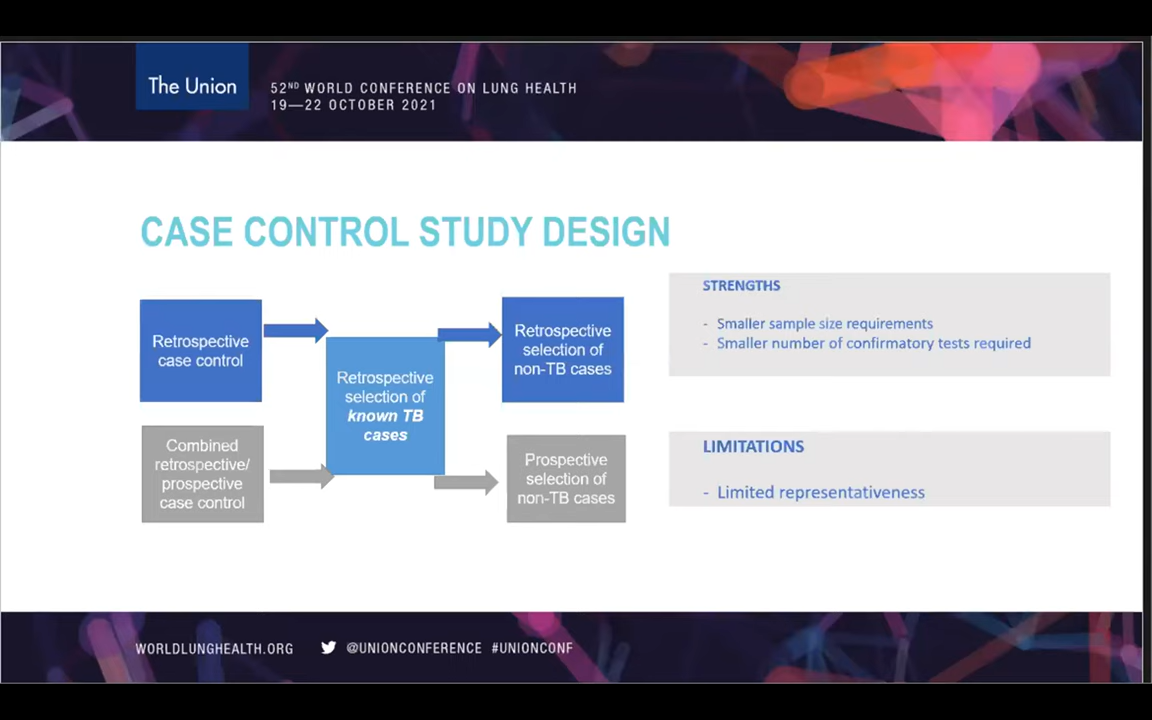 The Union
52ND WORLD CONFERENCE ON LUNG HEALTH
19—22 OCTOBER 2021
CASE CONTROL STUDY DESIGN
Retrospective
case control
Retrospective
selection of
known TB
cases
Retrospective
selection of
non-TB cases
Combined
retrospective/
prospective
case control
Prospective
selection of
non-TB cases
STRENGTHS
- Smaller sample size requirements
- Smaller number of confirmatory tests required
LIMITATIONS
- Limited representativeness
WORLDLUNGHEALTH.ORG
@UNIONCONFERENCE #UNIONCONF